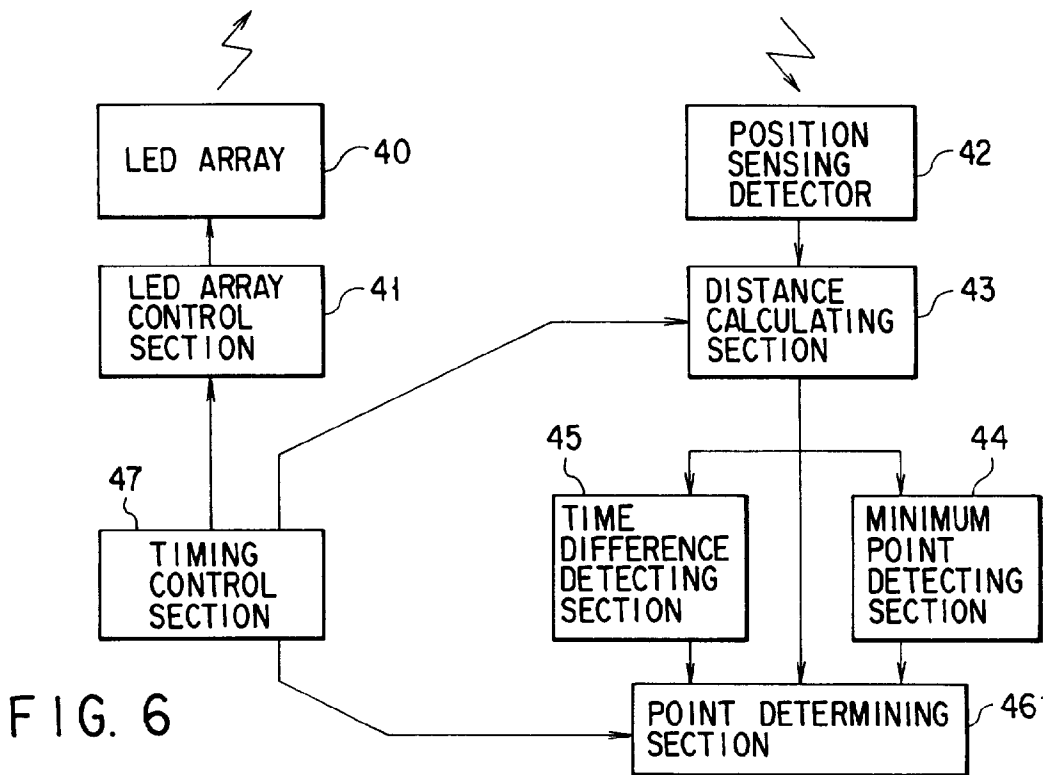 LED ARRAY
40
POSITION
SENSING
DETECTOR
42
LED ARRAY
CONTROL
SECTION
41
DISTANCE
CALCULATING
SECTION
43
47
TIMING
CONTROL
SECTION
45
TIME
DIFFERENCE
DETECTING
SECTION
44
MINIMUM
POINT
DETECTING
SECTION
POINT DETERMINING
SECTION
46
FIG. 6